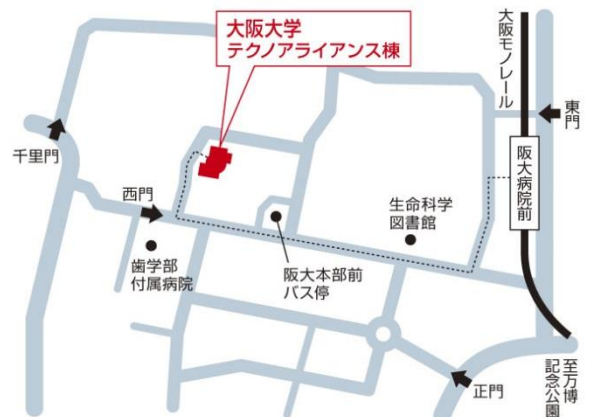 大阪大学
テクノアライアンス棟
大阪モノレール
東門
千里門
阪大病院前
西門
生命科学
図書館
歯学部
付属病院
阪大本部前
バス停
正門
至万博
記念公園